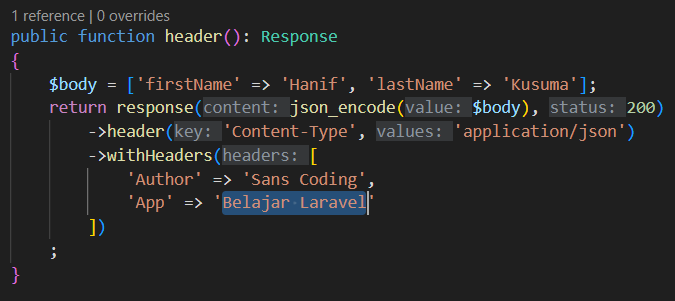 1 reference | 0 overrides
public function header(): Response
{
    $body = ['firstName' => 'Hanif', 'lastName' => 'Kusuma'];
    return response(content: json_encode(value: $body), status: 200)
        ->header(key: 'Content-Type', values: 'application/json')
        ->withHeaders(headers: [
            'Author' => 'Sans Coding',
            'App' => 'Belajar Laravel'
        ])
    ;
}